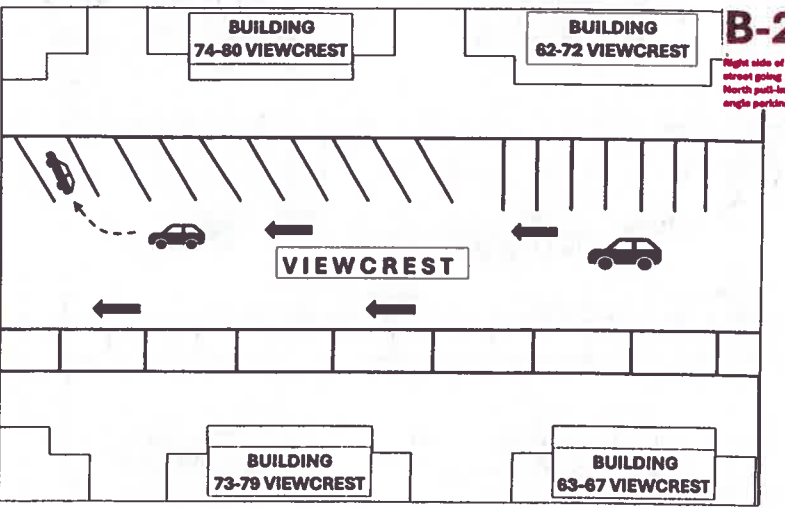 BUILDING
74-80 VIEWCREST
BUILDING
62-72 VIEWCREST
B-2
Right side of
street going
North pull-in
angle parking
VIEWCREST
BUILDING
73-79 VIEWCREST
BUILDING
63-67 VIEWCREST